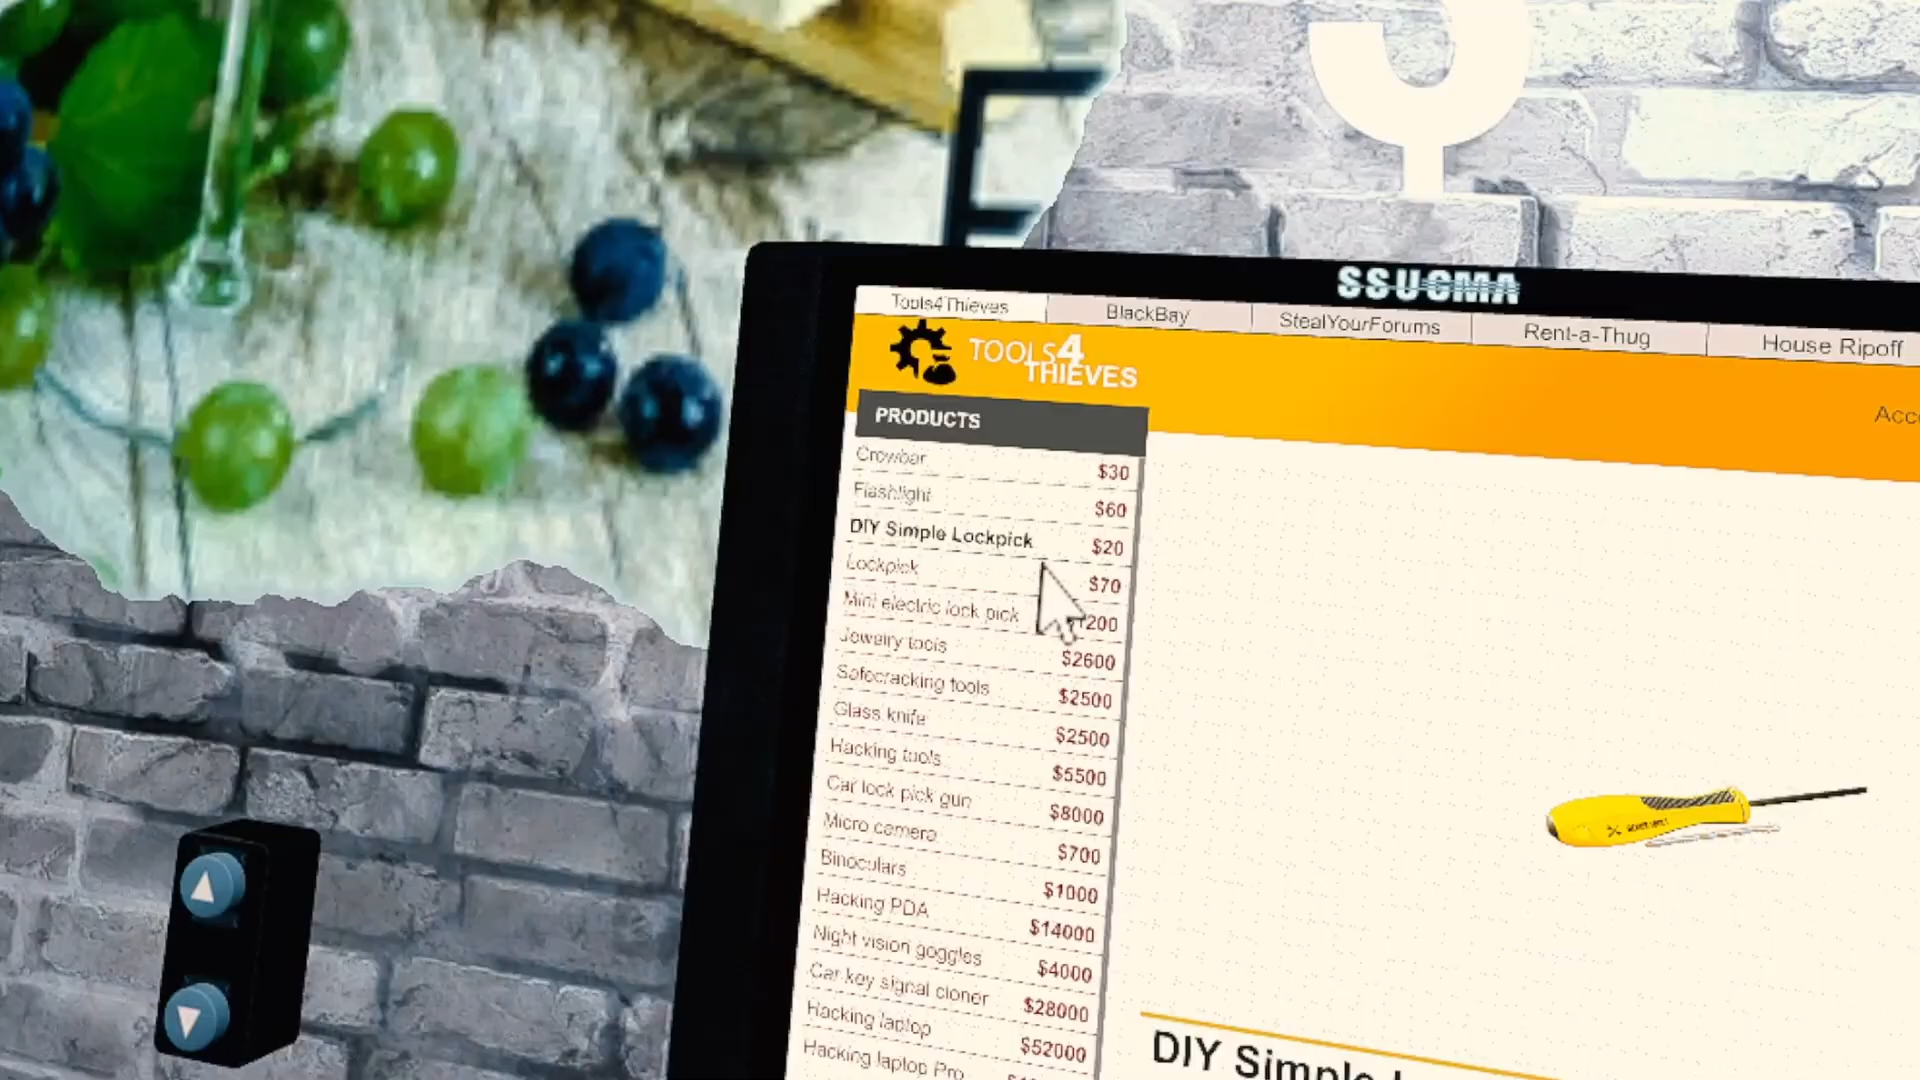 SSUGMA
Tools4Thieves
BlackBay
StealYourForums
Rent-a-Thug
House Ripoff
TOOLS4
THIEVES
PRODUCTS
Crowbar $30
Flashlight $60
DIY Simple Lockpick $20
Lockpick $70
Mini electric lock pick
Jewelry tools $2600
Safecracking tools $2500
Glass knife $2500
Hacking tools $5500
Car lock pick gun $8000
Micro camera $700
Binoculars $1000
Hacking PDA $14000
Night vision goggles $4000
Car key signal cloner $28000
Hacking laptop $52000
Hacking laptop Pro
DIY Simple